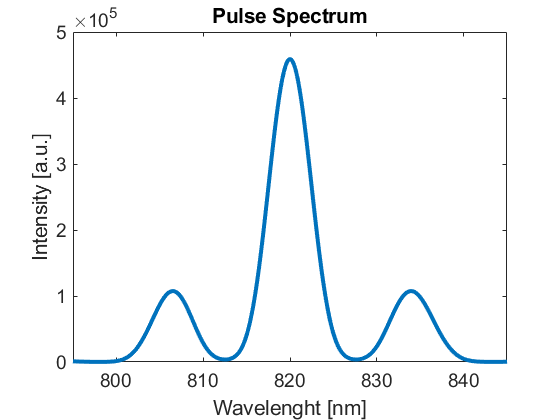 Pulse Spectrum
×10^5
5
4
3
2
1
0
Intensity [a.u.]
800 810 820 830 840
Wavelenght [nm]